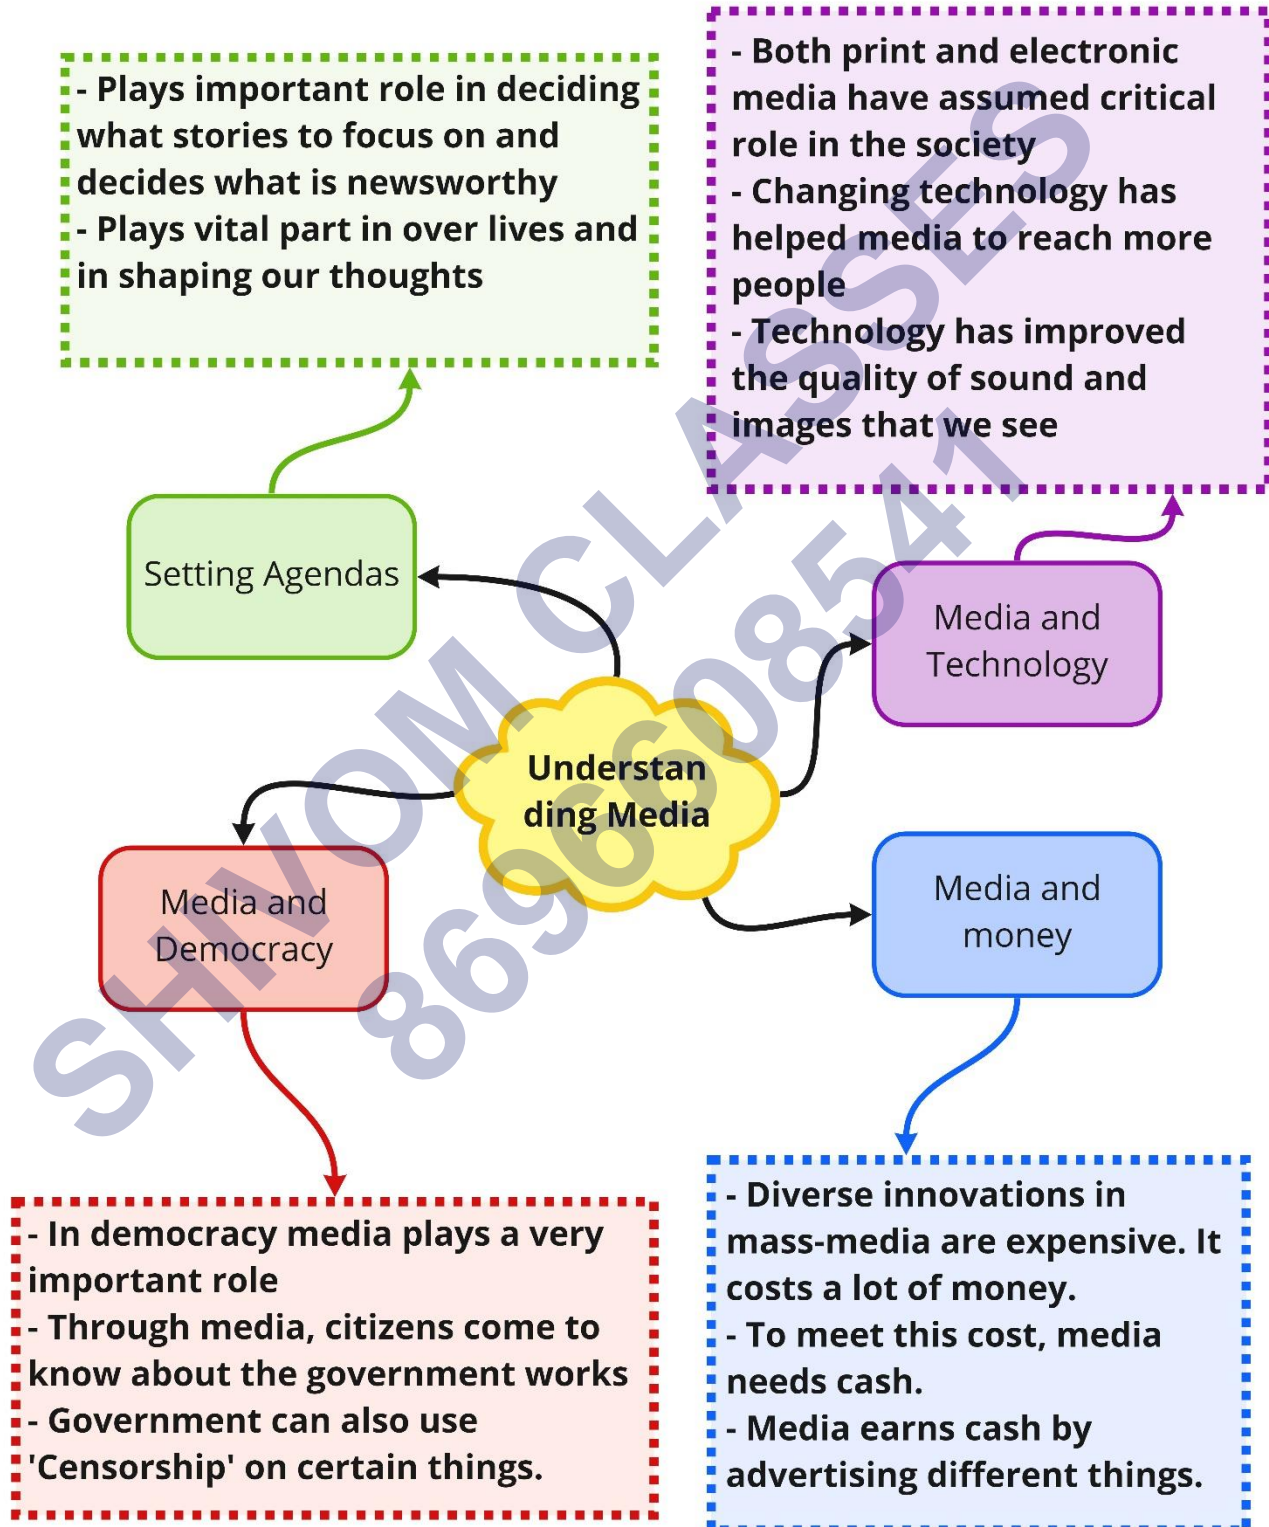 - Plays important role in deciding
what stories to focus on and
decides what is newsworthy
- Plays vital part in over lives and
in shaping our thoughts
- Both print and electronic
media have assumed critical
role in the society
- Changing technology has
helped media to reach more
people
- Technology has improved
the quality of sound and
images that we see
Setting Agendas
Media and
Technology
Understan
ding Media
Media and
Democracy
Media and
money
- In democracy media plays a very
important role
- Through media, citizens come to
know about the government works
- Government can also use
'Censorship' on certain things.
- Diverse innovations in
mass-media are expensive. It
costs a lot of money.
- To meet this cost, media
needs cash.
- Media earns cash by
advertising different things.
SHIVOM CLASSES
8696608541